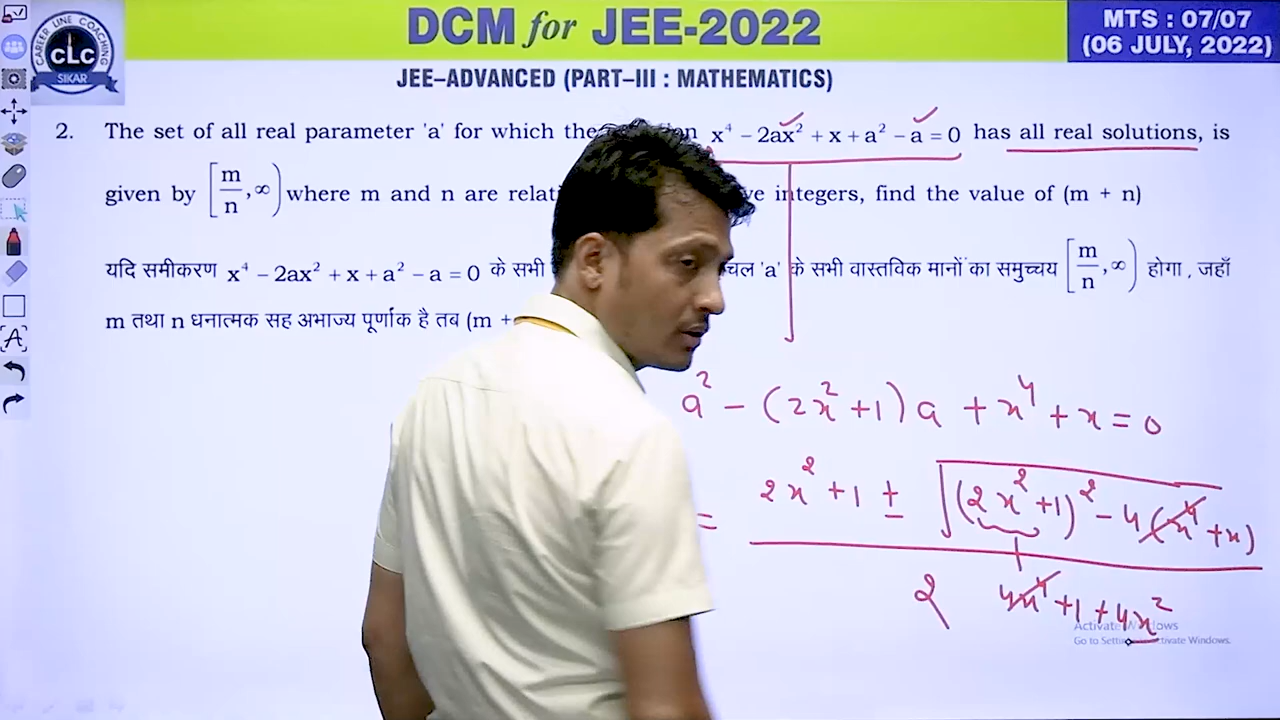 CAREER LINE COACHING
CLC
SIKAR
DCM for JEE-2022
MTS : 07/07
(06 JULY, 2022)
JEE–ADVANCED (PART–III : MATHEMATICS)
2. The set of all real parameter 'a' for which the x⁴ − 2ax² + x + a² − a = 0 has all real solutions, is
given by [m/n, ∞) where m and n are integers, find the value of (m + n)
यदि समीकरण x⁴ − 2ax² + x + a² − a = 0 के सभी 'a' के सभी वास्तविक मानों का समुच्चय [m/n, ∞) होगा , जहाँ
m तथा n धनात्मक सह अभाज्य पूर्णांक है तब (m +
a² − (2x² + 1) a + x⁴ + x = 0
= 2x² + 1 ± √(2x² + 1)² − 4(x⁴ + x)
2 4x⁴ + 1 + 4x²
Activate Windows
Go to Settings to activate Windows.